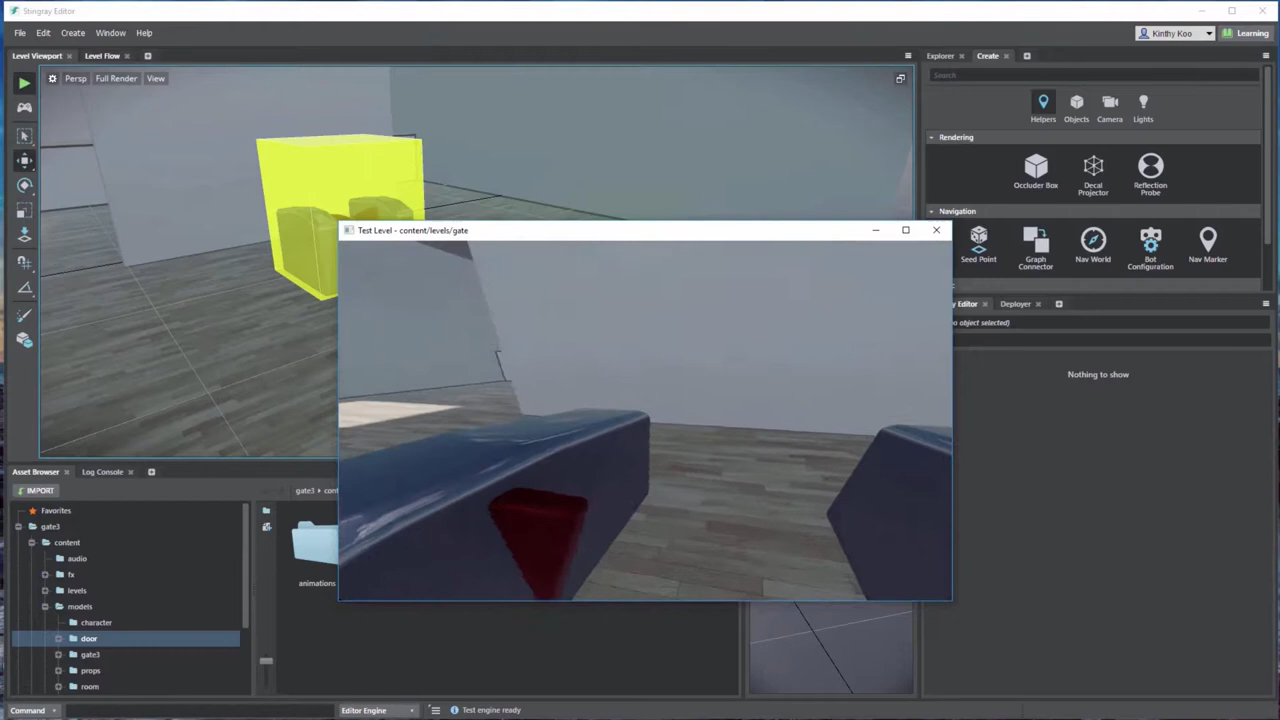 Stingray Editor
File Edit Create Window Help
Kinthy Koo Learning
Level Viewport Level Flow
Explorer Create
Persp Full Render View
Search
Helpers Objects Camera Lights
Rendering
Occluder Box Decal Projector Reflection Probe
Navigation
Seed Point Graph Connector Nav World Bot Configuration Nav Marker
Test Level - content/levels/gate
Editor Deployer
object selected)
Nothing to show
Asset Browser Log Console
IMPORT
gate3
Favorites
gate3
content
audio
fx
levels
models
character
door
gate3
props
room
animations
Command Editor Engine Test engine ready